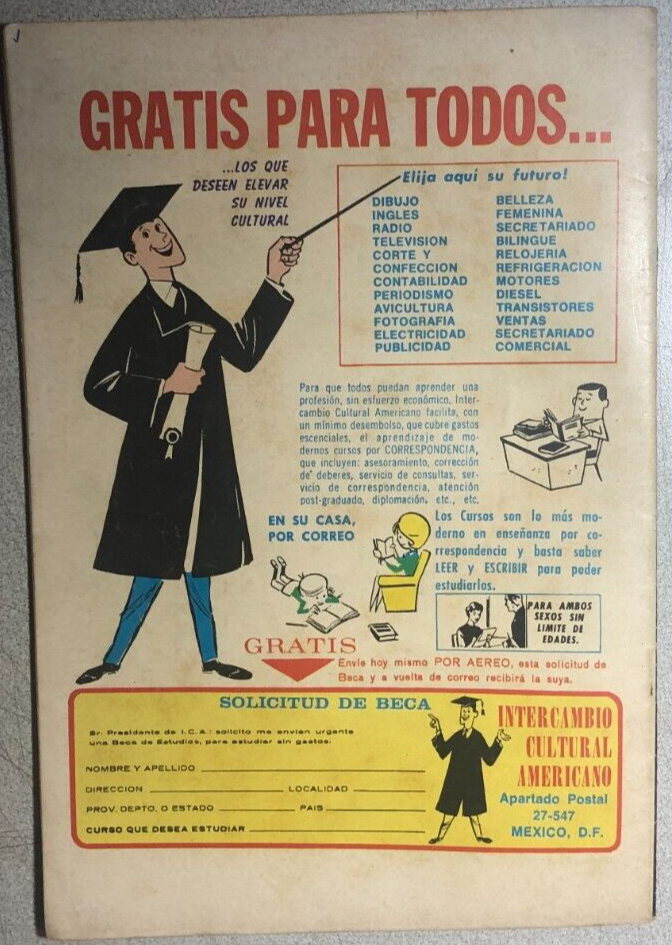 GRATIS PARA TODOS...
...LOS QUE
DESEEN ELEVAR
SU NIVEL
CULTURAL
Elija aquí su futuro!
DIBUJO
INGLES
RADIO
TELEVISION
CORTE Y
CONFECCION
CONTABILIDAD
PERIODISMO
AVICULTURA
FOTOGRAFIA
ELECTRICIDAD
PUBLICIDAD
BELLEZA
FEMENINA
SECRETARIADO
BILINGUE
RELOJERIA
REFRIGERACION
MOTORES
DIESEL
TRANSISTORES
VENTAS
SECRETARIADO
COMERCIAL
Para que todos puedan aprender una
profesión, sin esfuerzo económico, Inter-
cambio Cultural Americano facilita, con
un mínimo desembolso, que cubre gastos
escenciales, el aprendizaje de mo-
dernos cursos por CORRESPONDENCIA,
que incluyen: asesoramiento, corrección
de deberes, servicio de consultas, ser-
vicio de correspondencia, atención
post-graduado, diplomación, etc., etc.
EN SU CASA,
POR CORREO
Los Cursos son lo más mo-
derno en enseñanza por co-
rrespondencia y basta saber
LEER y ESCRIBIR para poder
estudiarlos.
PARA AMBOS
SEXOS SIN
LIMITE DE
EDADES.
GRATIS
Envíe hoy mismo POR AEREO, esta solicitud de
Beca y a vuelta de correo recibirá la suya.
SOLICITUD DE BECA
Sr. Presidente de I.C.A.: solicito me envíen urgente
una Beca de Estudios, para estudiar sin gastos.
NOMBRE Y APELLIDO
DIRECCION LOCALIDAD
PROV. DEPTO. O ESTADO PAIS
CURSO QUE DESEA ESTUDIAR
INTERCAMBIO
CULTURAL
AMERICANO
Apartado Postal
27-547
MEXICO, D.F.